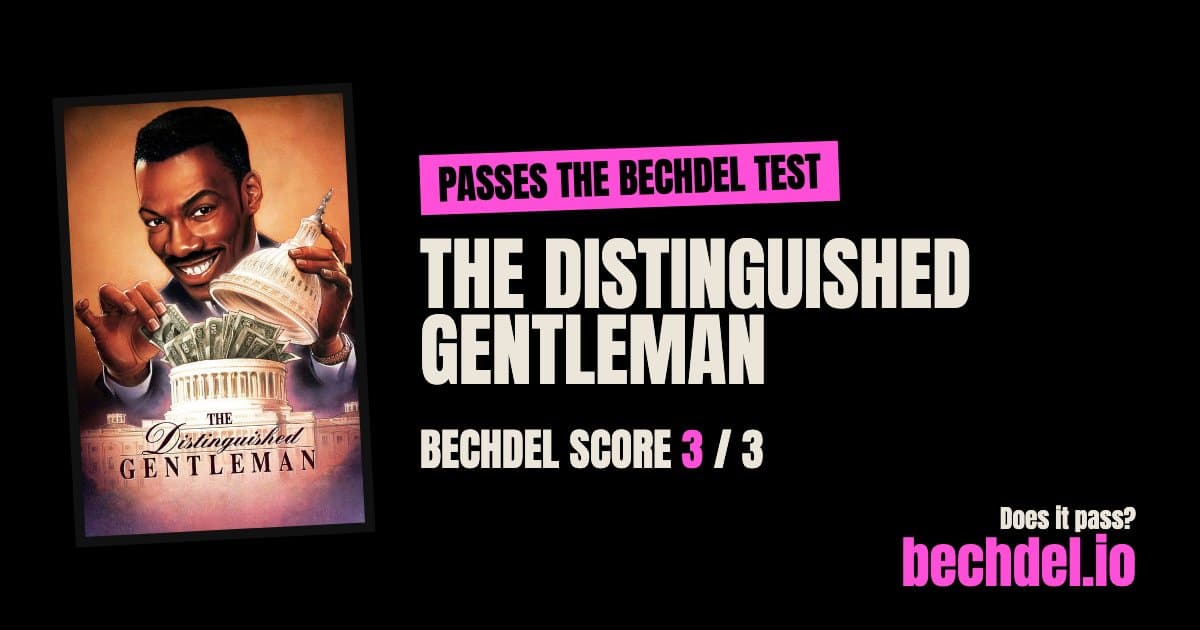 THE
Distinguished
GENTLEMAN
PASSES THE BECHDEL TEST
THE DISTINGUISHED
GENTLEMAN
BECHDEL SCORE 3 / 3
Does it pass?
bechdel.io